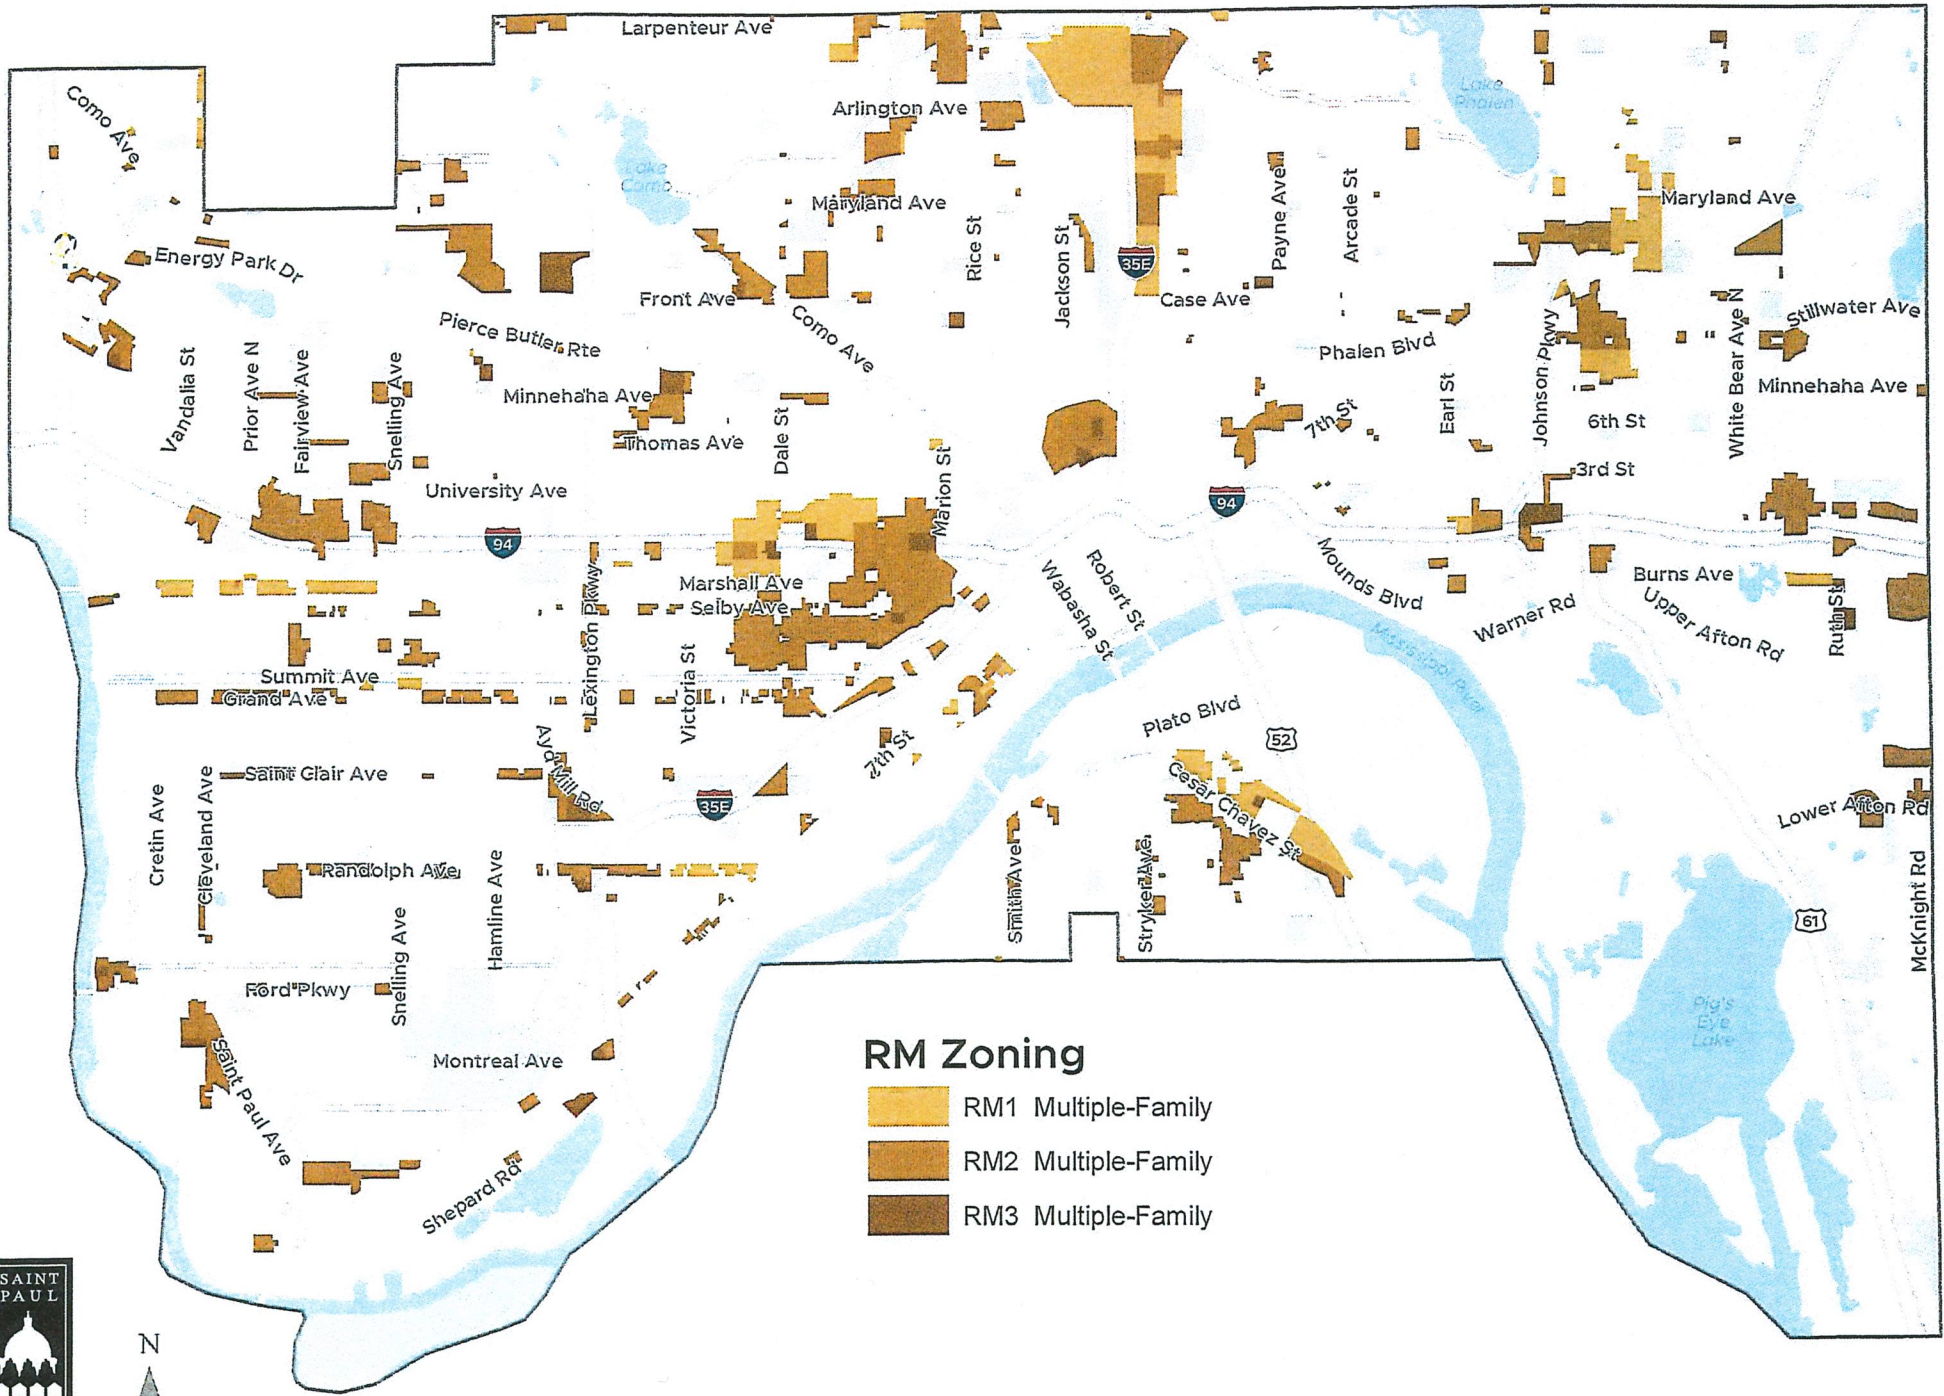 Larpenteur Ave
Como Ave
Arlington Ave
Lake
Phalen
Lake
Como
Maryland Ave
Maryland Ave
Rice St
Jackson St
35E
Payne Ave
Arcade St
Energy Park Dr
Front Ave
Case Ave
Como Ave
Pierce Butler Rte
Phalen Blvd
Johnson Pkwy
White Bear Ave N
Stillwater Ave
Vandalia St
Prior Ave N
Fairview Ave
Snelling Ave
Minnehaha Ave
Minnehaha Ave
Thomas Ave
Dale St
Marion St
7th St
Earl St
6th St
3rd St
University Ave
94
94
Marshall Ave
Selby Ave
Lexington Pkwy
Victoria St
Robert St
Wabasha St
Mounds Blvd
Warner Rd
Burns Ave
Upper Afton Rd
Ruth St
Mississippi River
Summit Ave
Grand Ave
Ayd Mill Rd
7th St
Plato Blvd
52
Cesar Chavez St
Saint Clair Ave
35E
Lower Afton Rd
Cretin Ave
Cleveland Ave
Randolph Ave
Hamline Ave
Snelling Ave
Smith Ave
Stryker Ave
McKnight Rd
61
Ford Pkwy
Pig's
Eye
Lake
Saint Paul Ave
Montreal Ave
Shepard Rd
RM Zoning
RM1 Multiple-Family
RM2 Multiple-Family
RM3 Multiple-Family
SAINT
PAUL
N